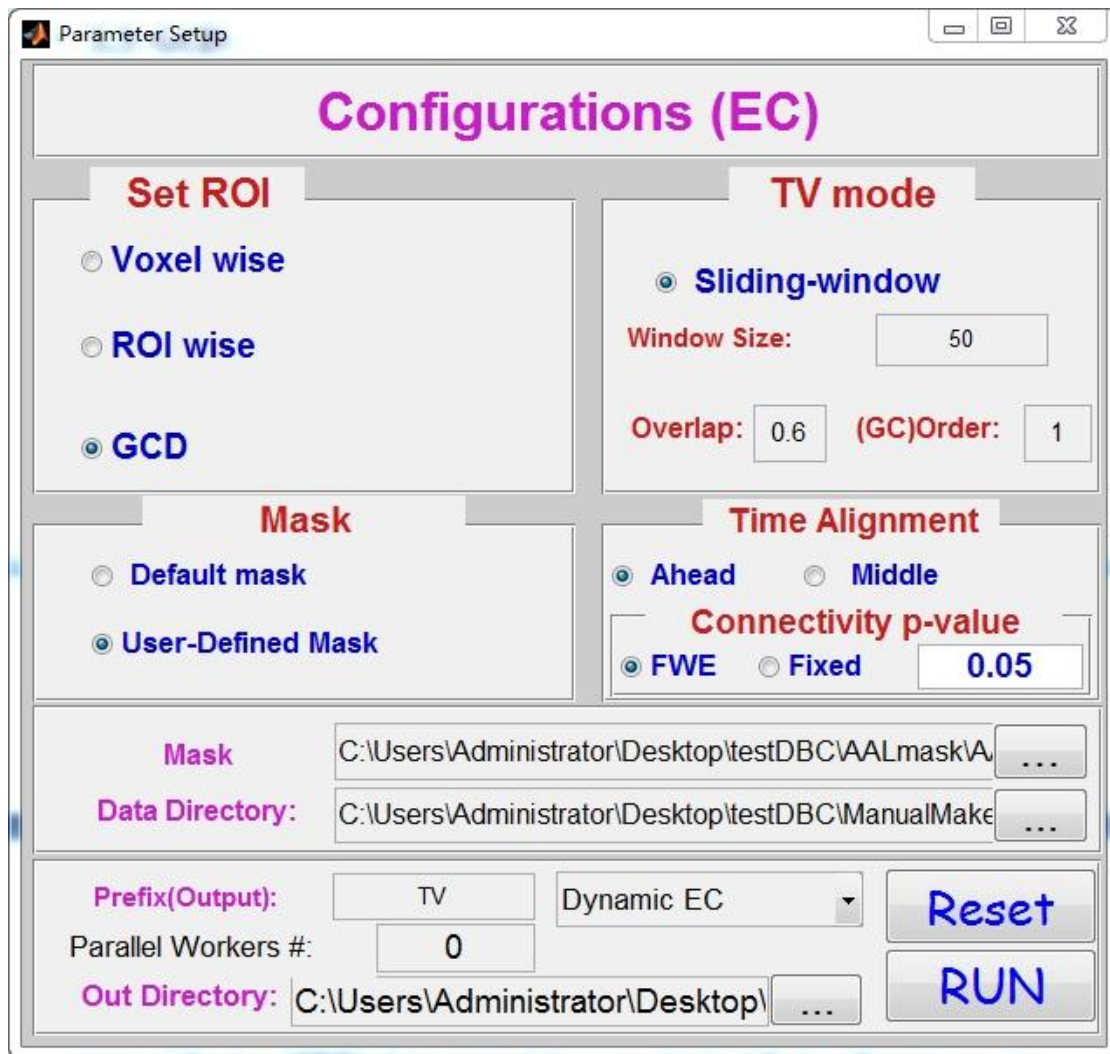 Parameter Setup
Configurations (EC)
Set ROI
Voxel wise
ROI wise
GCD
TV mode
Sliding-window
Window Size: 50
Overlap: 0.6 (GC)Order: 1
Mask
Default mask
User-Defined Mask
Time Alignment
Ahead Middle
Connectivity p-value
FWE Fixed 0.05
Mask C:\Users\Administrator\Desktop\testDBC\AALmask\A ...
Data Directory: C:\Users\Administrator\Desktop\testDBC\ManualMake ...
Prefix(Output): TV Dynamic EC Reset
Parallel Workers #: 0
Out Directory: C:\Users\Administrator\Desktop\ ... RUN